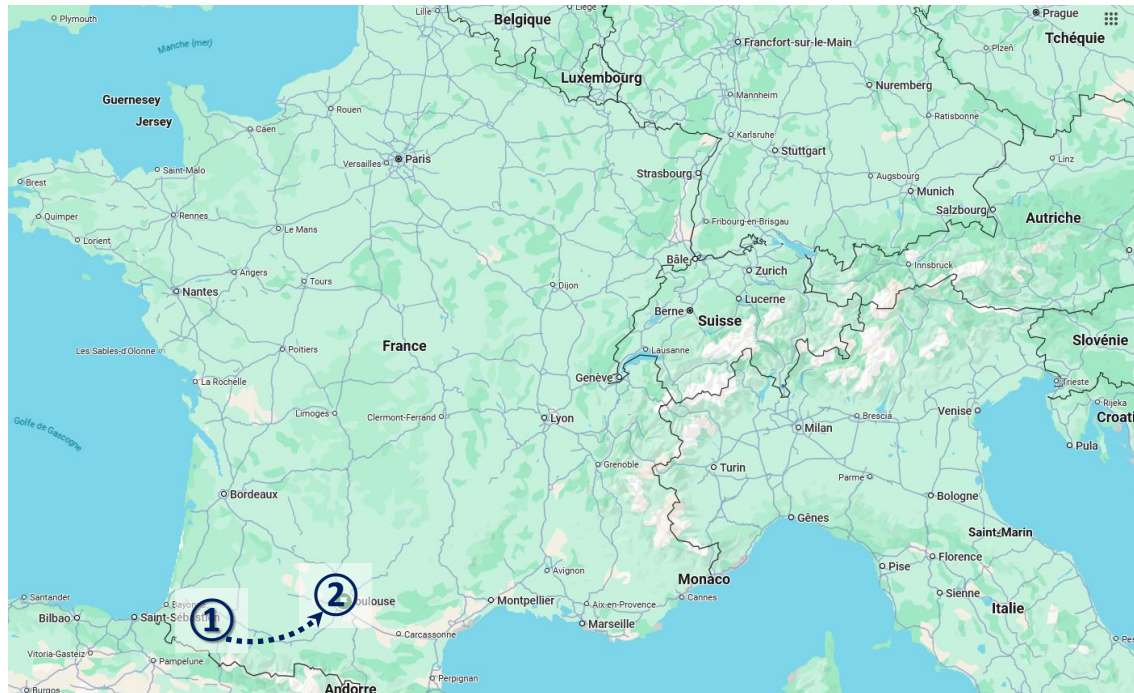 Plymouth
Lille
Belgique
Liège
Prague
Tchéquie
Manche (mer)
Francfort-sur-le-Main
Plzeň
Luxembourg
Guernesey
Jersey
Rouen
Mannheim
Nuremberg
Caen
Karlsruhe
Ratisbonne
Versailles
Paris
Stuttgart
Linz
Saint-Malo
Strasbourg
Augsbourg
Brest
Munich
Quimper
Rennes
Fribourg-en-Brisgau
Salzbourg
Autriche
Lorient
Le Mans
Bâle
Innsbruck
Angers
Tours
Dijon
Zurich
Nantes
Lucerne
Berne
Suisse
Les Sables-d'Olonne
Poitiers
France
Lausanne
Slovénie
La Rochelle
Genève
Trieste
Limoges
Clermont-Ferrand
Lyon
Brescia
Venise
Rijeka
Croati
Golfe de Gascogne
Milan
Pula
Grenoble
Turin
Parme
Bordeaux
Bologne
Gênes
Saint-Marin
Florence
Avignon
Pise
Monaco
Santander
Bayonne
2
oulouse
Montpellier
Aix-en-Provence
Cannes
Sienne
Italie
Bilbao
Saint-Sébastien
1
Marseille
Carcassonne
Pes
Vitoria-Gasteiz
Pampelune
Perpignan
Burgos
Andorre